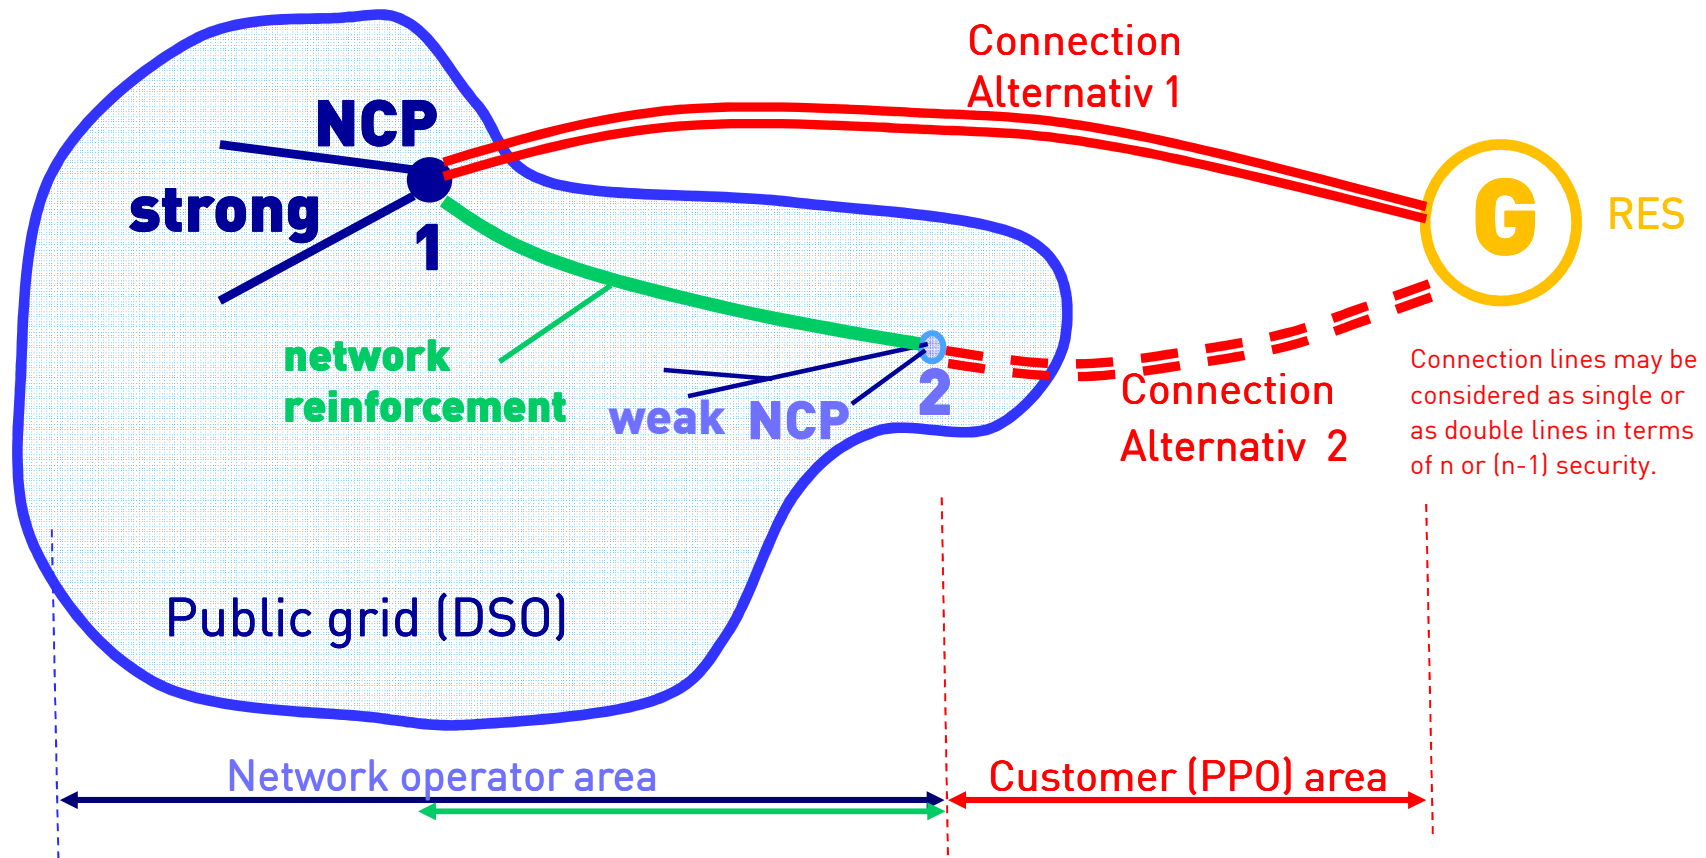 Connection
Alternativ 1
NCP
strong
1
G
RES
network
reinforcement
weak NCP
2
Connection
Alternativ 2
Connection lines may be
considered as single or
as double lines in terms
of n or (n-1) security.
Public grid (DSO)
Network operator area
Customer (PPO) area